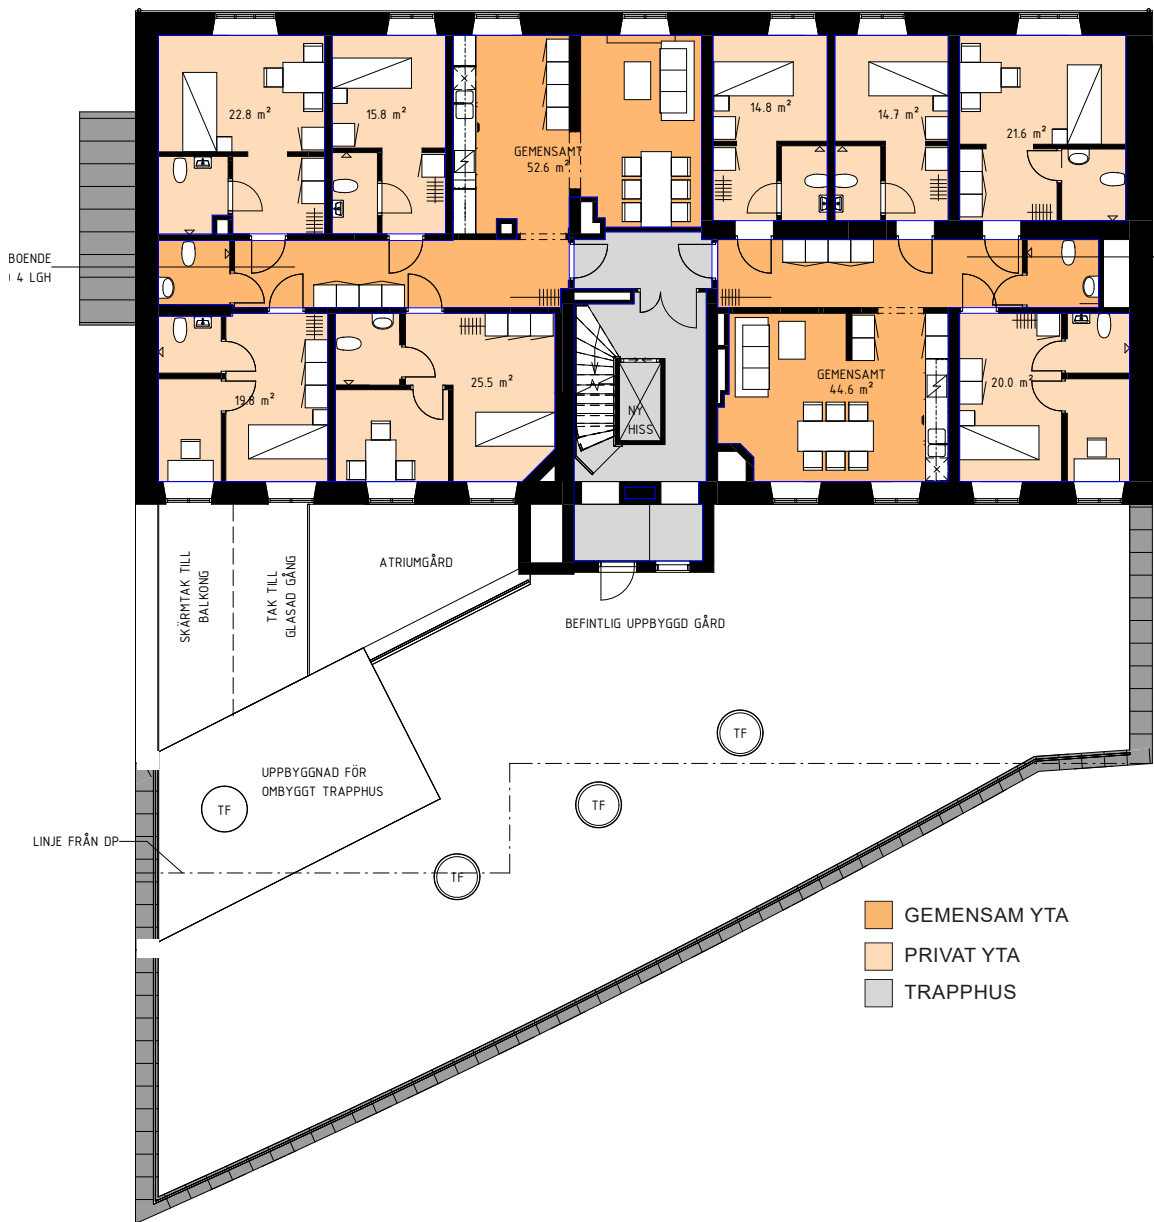 22.8 m²
15.8 m²
GEMENSAMT
52.6 m²
14.8 m²
14.7 m²
21.6 m²
BOENDE
4 LGH
19.8 m²
25.5 m²
NY
HISS
GEMENSAMT
44.6 m²
20.0 m²
SKÄRMTAK TILL
BALKONG
TAK TILL
GLASAD GÅNG
ATRIUMGÅRD
BEFINTLIG UPPBYGGD GÅRD
TF
UPPBYGGNAD FÖR
OMBYGGT TRAPPHUS
TF
TF
LINJE FRÅN DP
TF
GEMENSAM YTA
PRIVAT YTA
TRAPPHUS